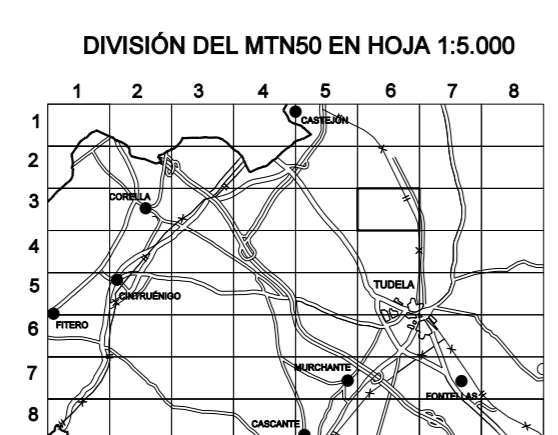 DIVISIÓN DEL MTN50 EN HOJA 1:5.000
1 2 3 4 5 6 7 8
1
CASTEJÓN
2
3
CORELLA
4
5
TUDELA
CINTRUÉNIGO
6
FITERO
7
MURCHANTE
FONTELLAS
8
CASCANTE